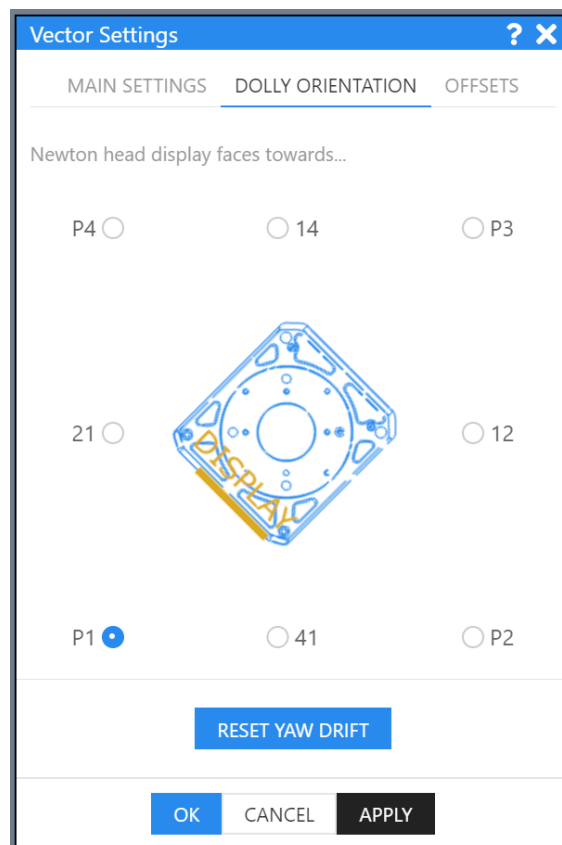 Vector Settings ? ×
MAIN SETTINGS DOLLY ORIENTATION OFFSETS
Newton head display faces towards...
P4 14 P3
DISPLAY
21 12
P1 41 P2
RESET YAW DRIFT
OK CANCEL APPLY